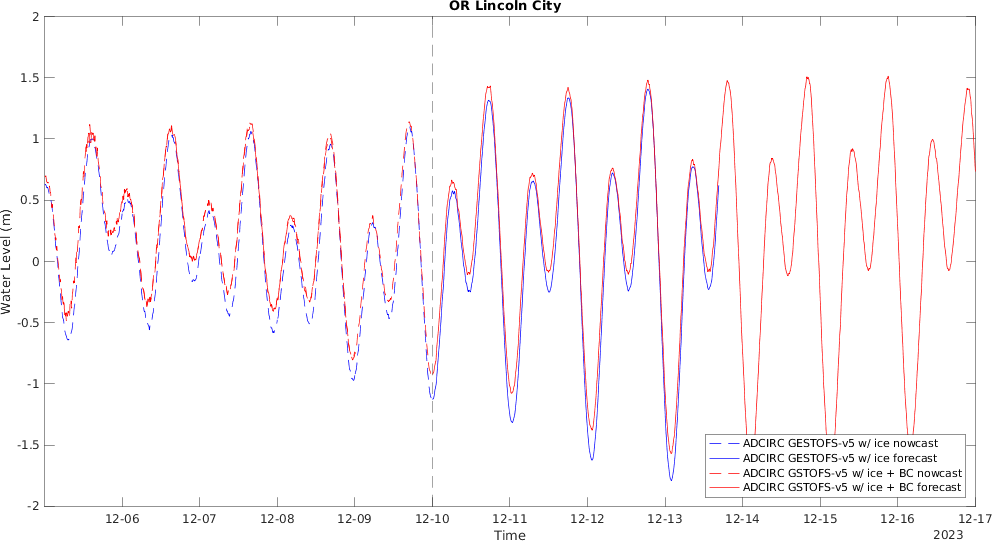 OR Lincoln City
2
1.5
1
0.5
0
-0.5
-1
-1.5
-2
Water Level (m)
ADCIRC GESTOFS-v5 w/ ice nowcast
ADCIRC GESTOFS-v5 w/ ice forecast
ADCIRC GSTOFS-v5 w/ ice + BC nowcast
ADCIRC GSTOFS-v5 w/ ice + BC forecast
12-06 12-07 12-08 12-09 12-10 12-11 12-12 12-13 12-14 12-15 12-16 12-17
Time
2023